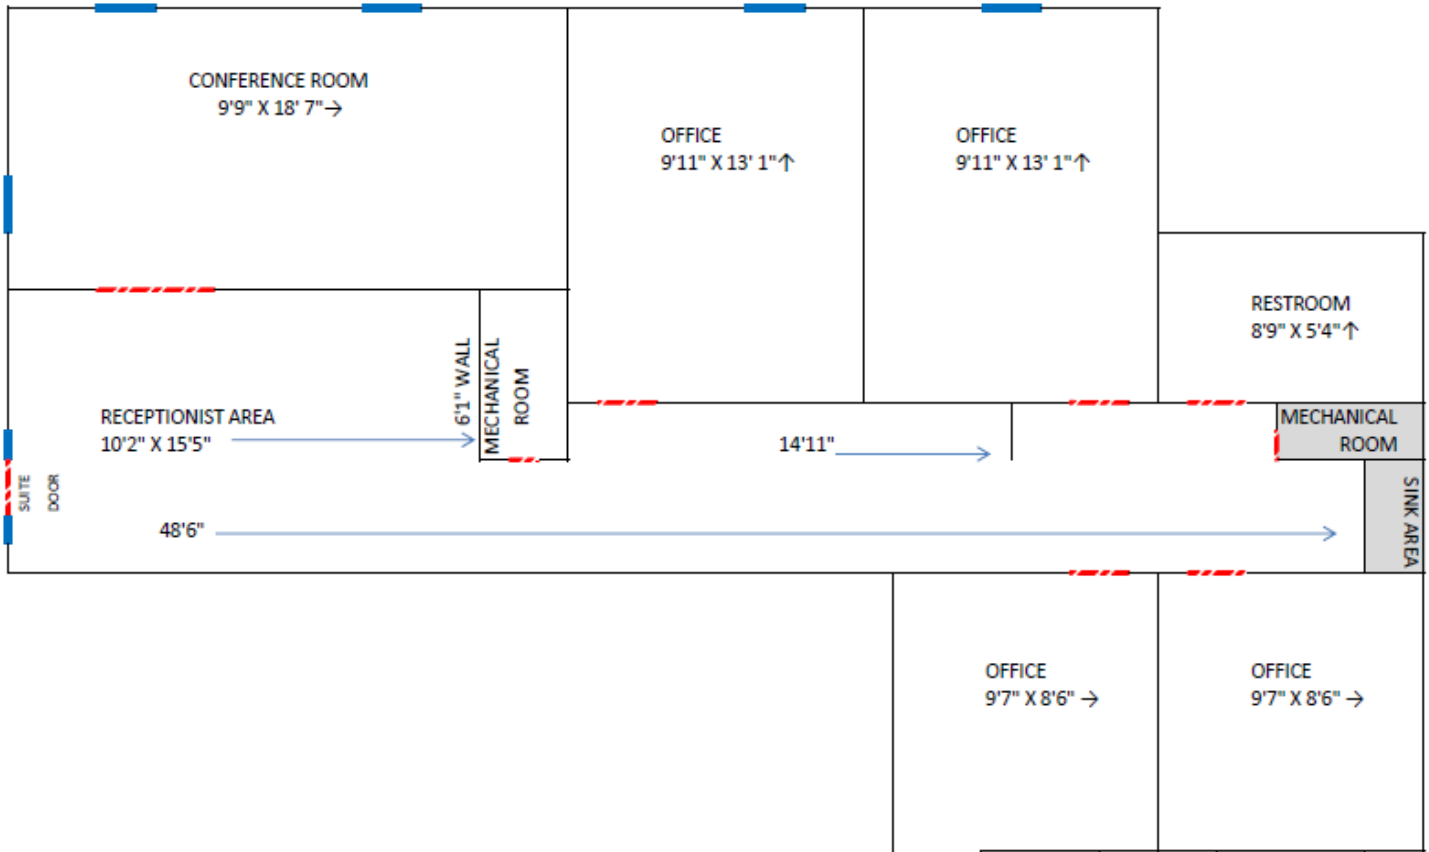 CONFERENCE ROOM
9'9" X 18' 7"→
OFFICE
9'11" X 13' 1"↑
OFFICE
9'11" X 13' 1"↑
RESTROOM
8'9" X 5'4"↑
6'1" WALL
MECHANICAL
ROOM
RECEPTIONIST AREA
10'2" X 15'5"
14'11"
MECHANICAL
ROOM
SUITE
DOOR
48'6"
SINK AREA
OFFICE
9'7" X 8'6" →
OFFICE
9'7" X 8'6" →